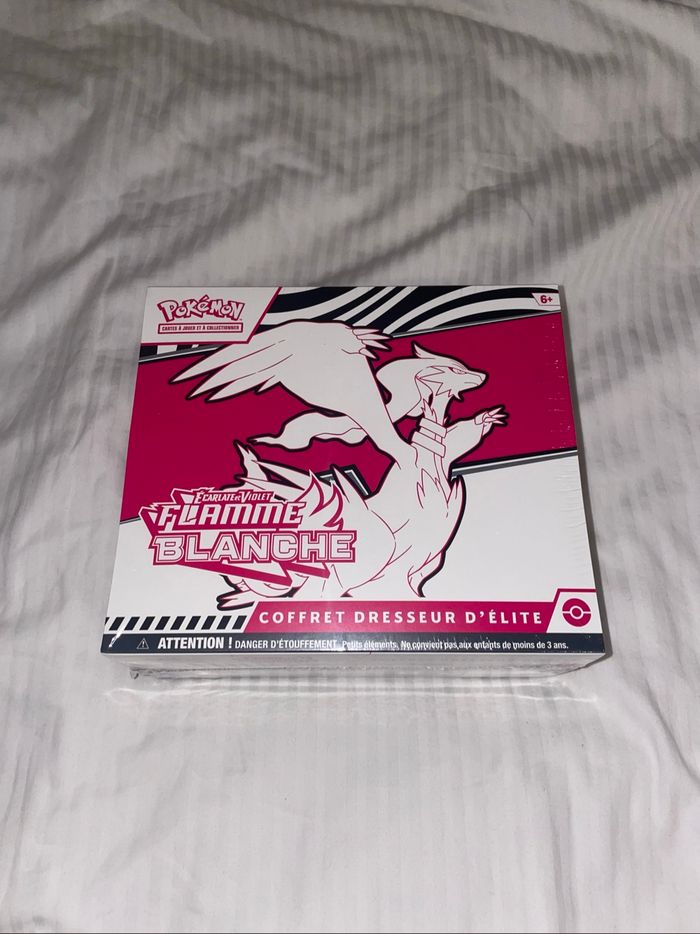 POKÉMON
CARTES À JOUER ET À COLLECTIONNER
6+
ÉCARLATE ET VIOLET
FLAMME
BLANCHE
COFFRET DRESSEUR D'ÉLITE
ATTENTION ! DANGER D'ÉTOUFFEMENT. Petits éléments. Ne convient pas aux enfants de moins de 3 ans.